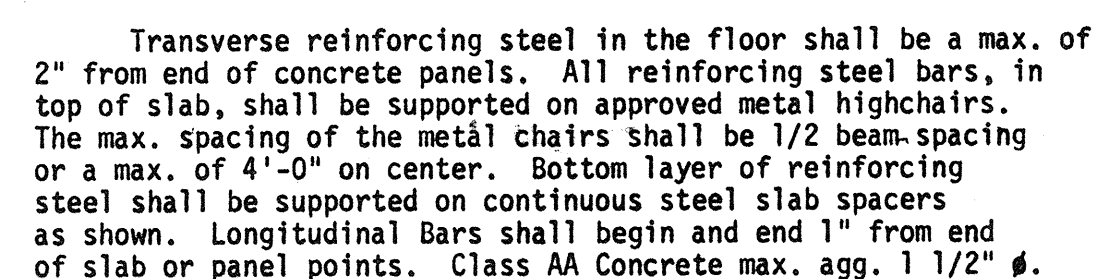 Transverse reinforcing steel in the floor shall be a max. of
2" from end of concrete panels. All reinforcing steel bars, in
top of slab, shall be supported on approved metal highchairs.
The max. spacing of the metal chairs shall be 1/2 beam spacing
or a max. of 4'-0" on center. Bottom layer of reinforcing
steel shall be supported on continuous steel slab spacers
as shown. Longitudinal Bars shall begin and end 1" from end
of slab or panel points. Class AA Concrete max. agg. 1 1/2" ø.